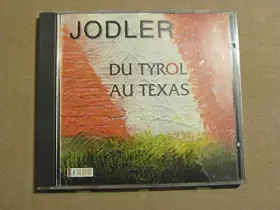 JODLER
DU TYROL
AU TEXAS